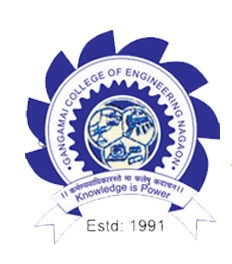 · GANGAMAI COLLEGE OF ENGINEERING NAGAON ·
।। कर्मण्येवाधिकारस्ते मा फलेषु कदाचन ।।
Knowledge is Power
Estd: 1991